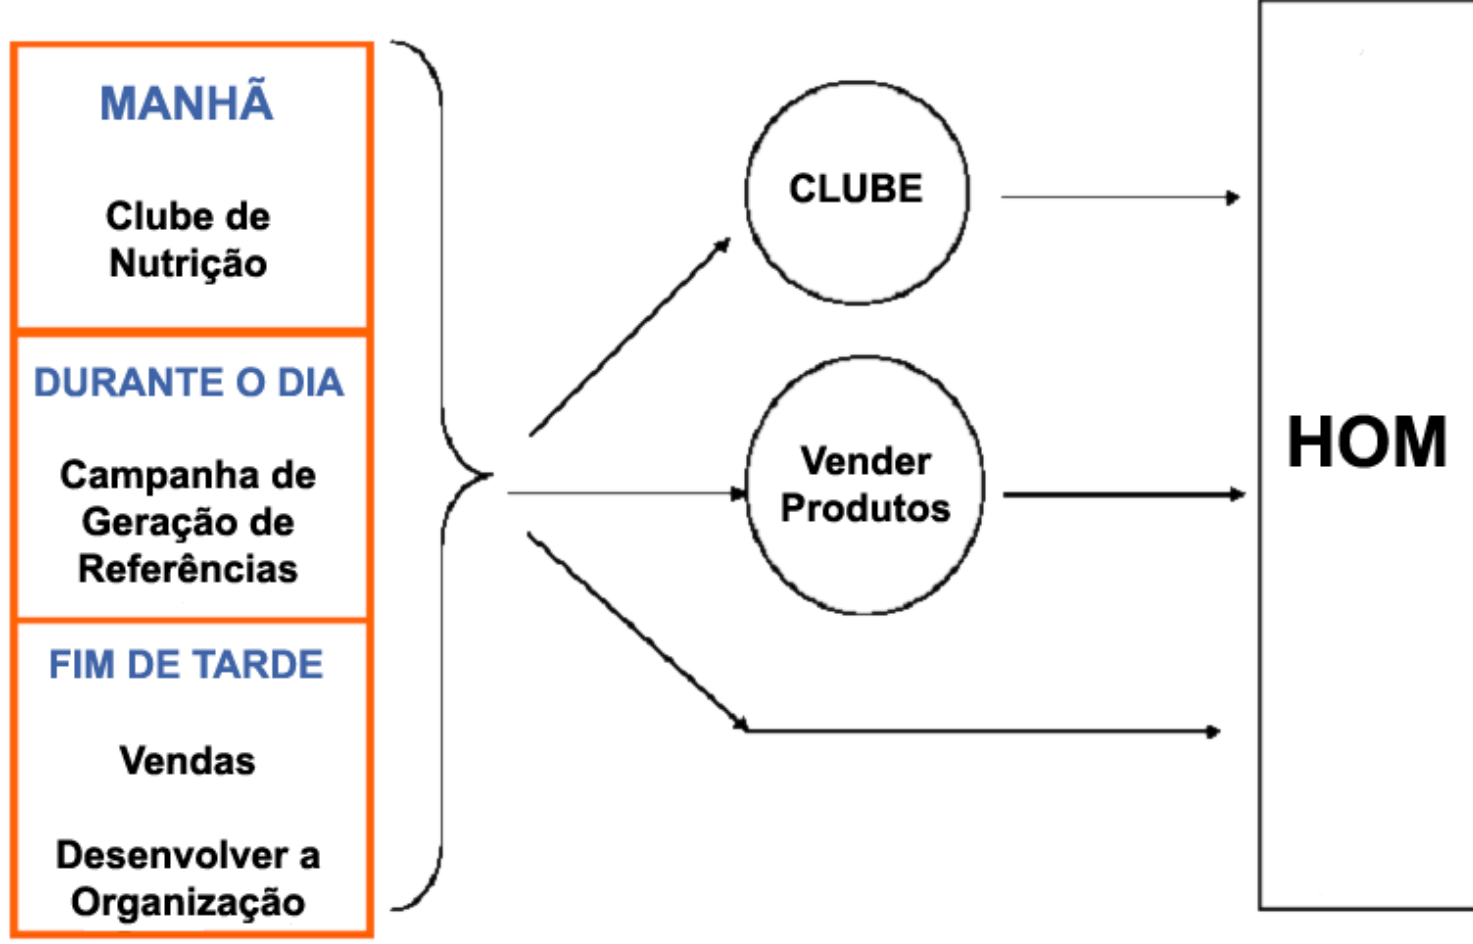 MANHÃ
Clube de
Nutrição
DURANTE O DIA
Campanha de
Geração de
Referências
FIM DE TARDE
Vendas
Desenvolver a
Organização
CLUBE
Vender
Produtos
HOM